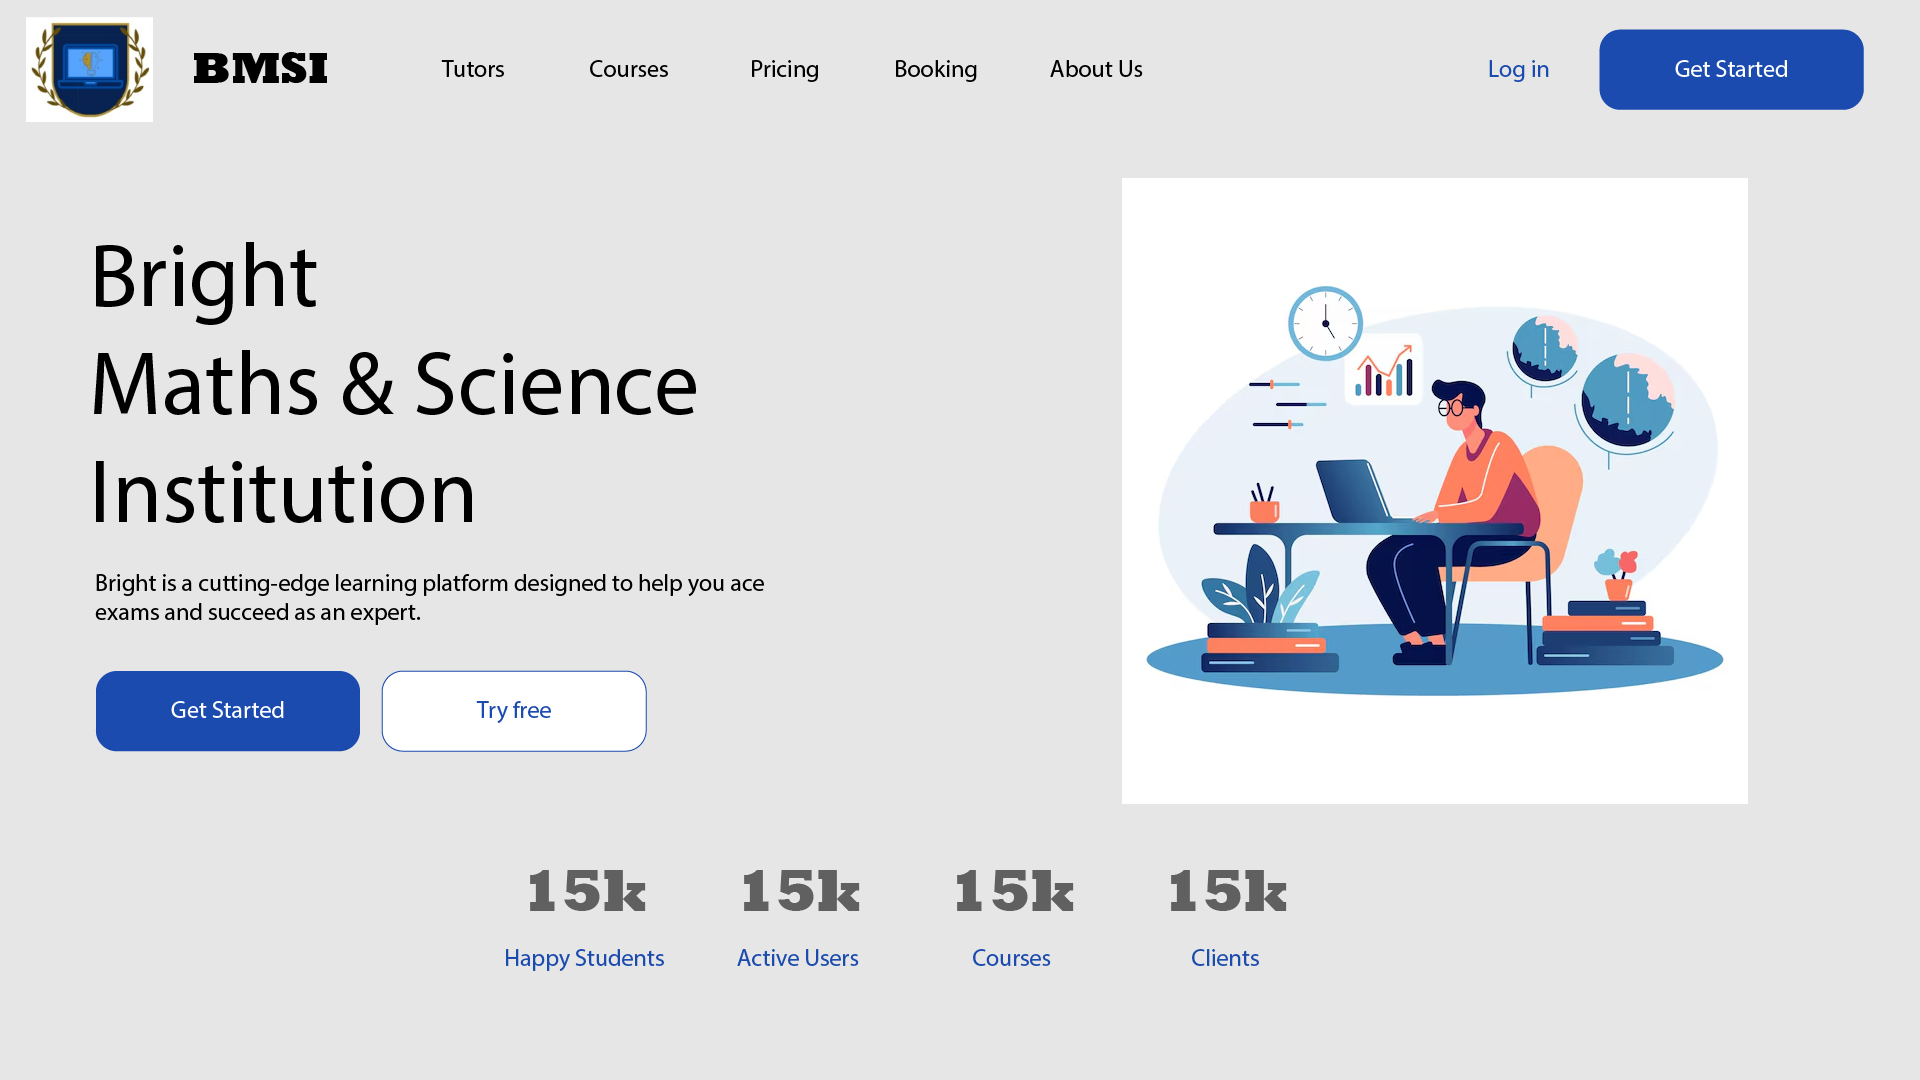 BMSI
Tutors
Courses
Pricing
Booking
About Us
Log in
Get Started
Bright
Maths & Science
Institution
Bright is a cutting-edge learning platform designed to help you ace
exams and succeed as an expert.
Get Started
Try free
15k
15k
15k
15k
Happy Students
Active Users
Courses
Clients